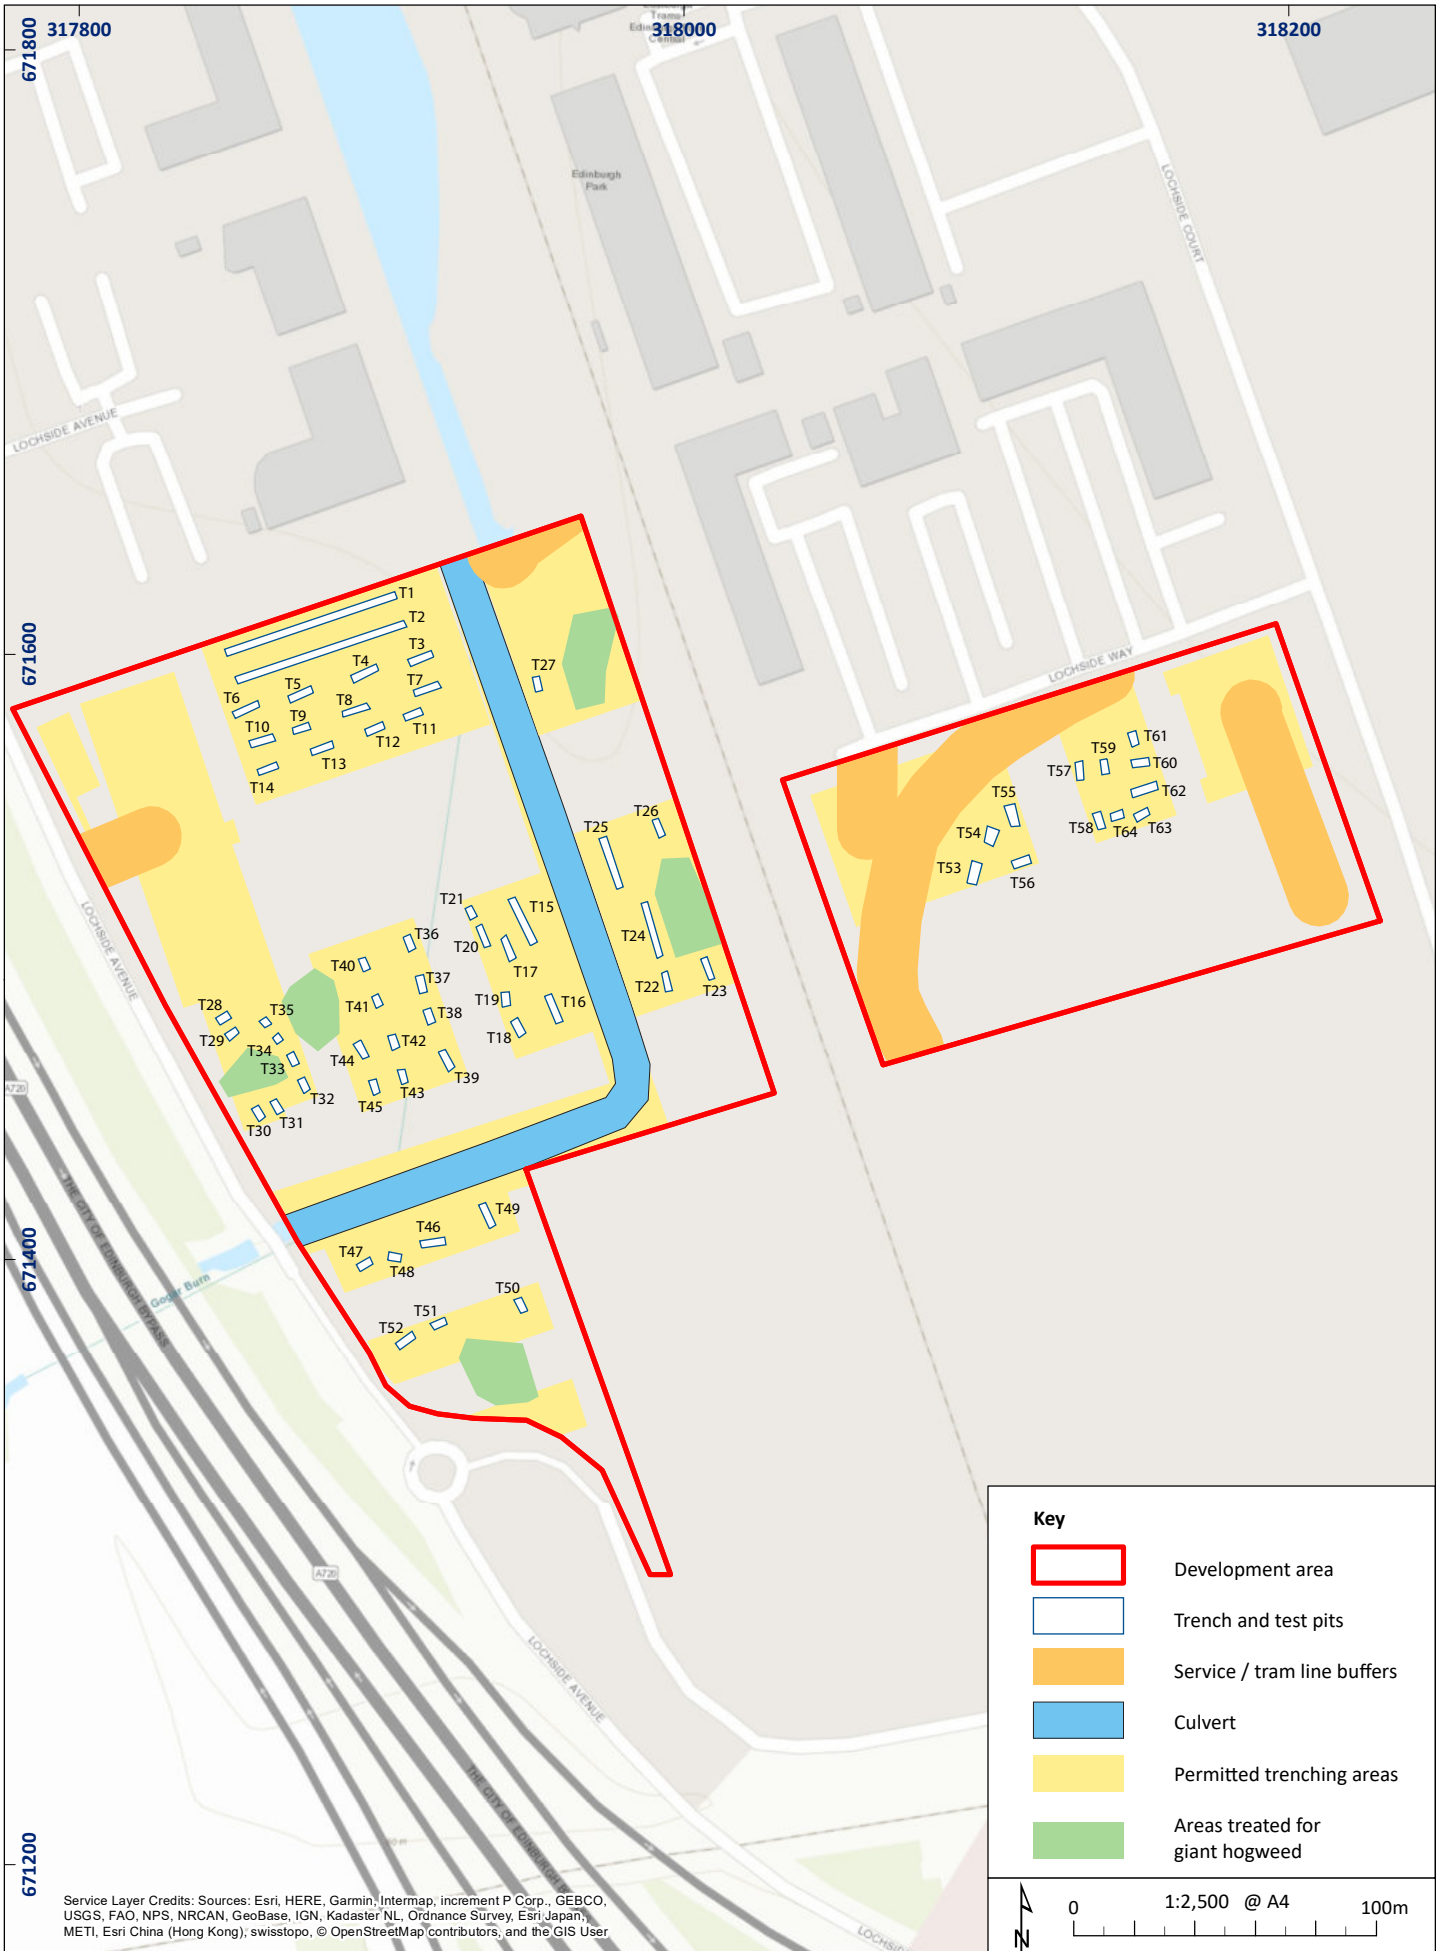 317800
318000
318200
671800
671600
671400
671200
Edinburgh
Park
Central
LOCHSIDE COURT
LOCHSIDE AVENUE
LOCHSIDE WAY
T1
T2
T3
T4
T5
T6
T7
T8
T9
T10
T11
T12
T13
T14
T27
T26
T25
T24
T22
T23
T21
T15
T20
T17
T19
T16
T18
T36
T40
T37
T41
T38
T42
T44
T39
T43
T45
T28
T35
T29
T34
T33
T32
T31
T30
T49
T46
T47
T48
T50
T51
T52
T61
T59
T57
T60
T62
T55
T54
T58
T64
T63
T53
T56
LOCHSIDE AVENUE
A720
THE CITY OF EDINBURGH BYPASS
Gogar Burn
A720
LOCHSIDE AVENUE
THE CITY OF EDINBURGH B
LOCHSIDE
Key
Development area
Trench and test pits
Service / tram line buffers
Culvert
Permitted trenching areas
Areas treated for
giant hogweed
N
0 1:2,500 @ A4 100m
Service Layer Credits: Sources: Esri, HERE, Garmin, Intermap, increment P Corp., GEBCO,
USGS, FAO, NPS, NRCAN, GeoBase, IGN, Kadaster NL, Ordnance Survey, Esri Japan,
METI, Esri China (Hong Kong), swisstopo, © OpenStreetMap contributors, and the GIS User